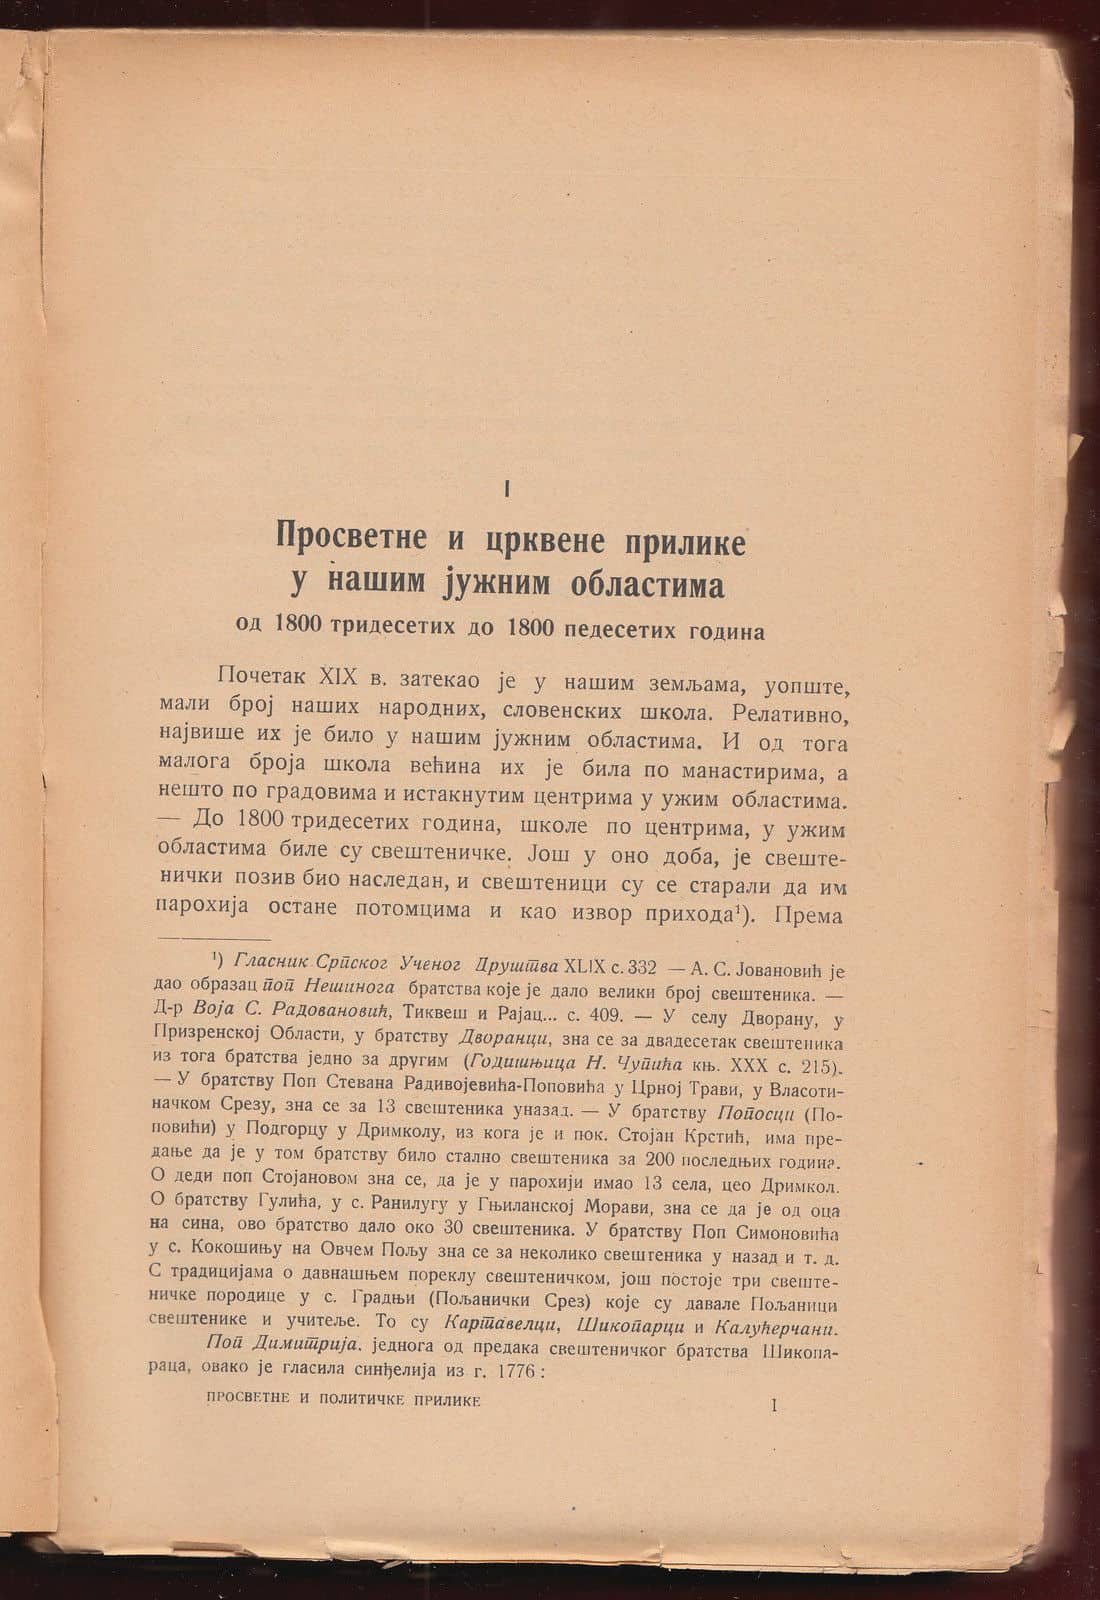 I
Просветне и црквене прилике
у нашим јужним областима
од 1800 тридесетих до 1800 педесетих година
Почетак XIX в. затекао је у нашим земљама, уопште,
мали број наших народних, словенских школа. Релативно,
највише их је било у нашим јужним областима. И од тога
малога броја школа већина их је била по манастирима, а
нешто по градовима и истакнутим центрима у ужим областима.
— До 1800 тридесетих година, школе по центрима, у ужим
областима биле су свештеничке. Још у оно доба, је свеште-
нички позив био наследан, и свештеници су се старали да им
парохија остане потомцима и као извор прихода¹). Према
¹) Гласник Српског Ученог Друштва XLIX с. 332 — А. С. Јовановић је
дао образац поп Нешинога братства које је дало велики број свештеника. —
Д-р Воја С. Радовановић, Тиквеш и Рајац... с. 409. — У селу Дворану, у
Призренској Области, у братству Дворанци, зна се за двадесетак свештеника
из тога братства једно за другим (Годишњица Н. Чупића књ. XXX с. 215).
— У братству Поп Стевана Радивојевића-Поповића у Црној Трави, у Власоти-
начком Срезу, зна се за 13 свештеника уназад. — У братству Попосци (По-
повићи) у Подгорцу у Дримколу, из кога је и пок. Стојан Крстић, има пре-
дање да је у том братству било стално свештеника за 200 последњих година.
О деди поп Стојановом зна се, да је у парохији имао 13 села, цео Дримкол.
О братству Гулића, у с. Ранилугу у Гњиланској Морави, зна се да је од оца
на сина, ово братство дало око 30 свештеника. У братству Поп Симоновића
у с. Кокошињу на Овчем Пољу зна се за неколико свештеника у назад и т. д.
С традицијама о давнашњем пореклу свештеничком, још постоје три свеште-
ничке породице у с. Градњи (Пољанички Срез) које су давале Пољаници
свештенике и учитеље. То су Картавелци, Шикопарци и Калуђерчани.
Поп Димитрија. једнога од предака свештеничког братства Шикопа-
раца, овако је гласила синђелија из г. 1776 :
ПРОСВЕТНЕ И ПОЛИТИЧКЕ ПРИЛИКЕ
I